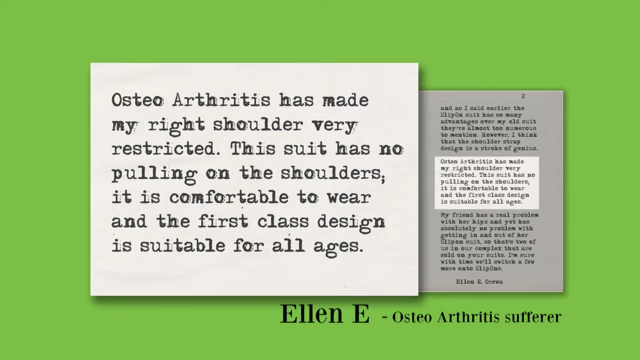 Osteo Arthritis has made
my right shoulder very
restricted. This suit has no
pulling on the shoulders,
it is comfortable to wear
and the first class design
is suitable for all ages.
2
and as I said earlier the
SlipOn suit has so many
advantages over my old suit
they're almost too numerous
to mention. However, I think
that the shoulder strap
design is a stroke of genius.
Osteo Arthritis has made
my right shoulder very
restricted. This suit has no
pulling on the shoulders,
it is comfortable to wear
and the first class design
is suitable for all ages.
My friend has a real problem
with her hips and yet has
absolutely no problem with
getting in and out of her
Slipon suit, so that's two of
us in our complex that are
sold on your suits. I'm sure
with time we'll switch a few
more onto SlipOns.
Ellen E.
Ellen E - Osteo Arthritis sufferer